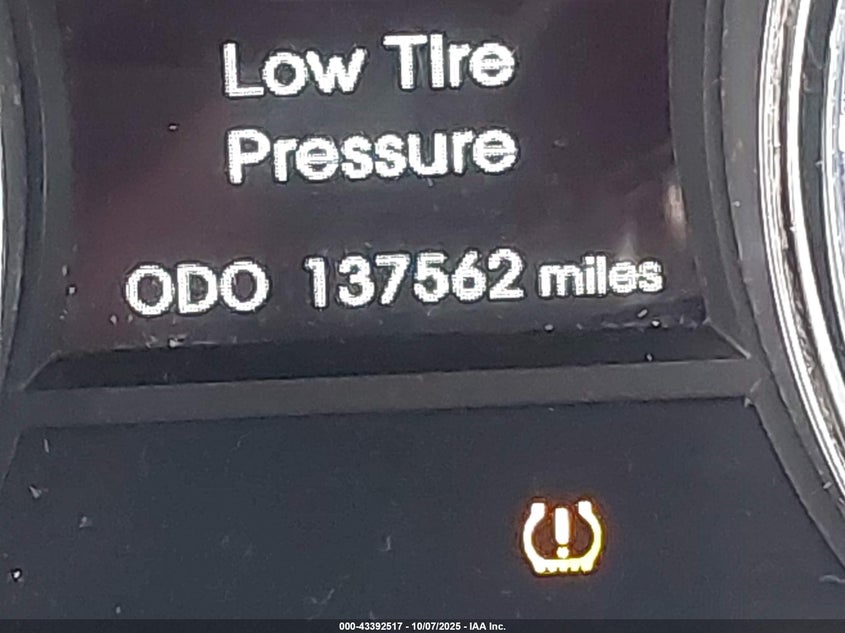 Low TIre
Pressure
ODO 137562 miles
000-43392517 - 10/07/2025 - IAA Inc.